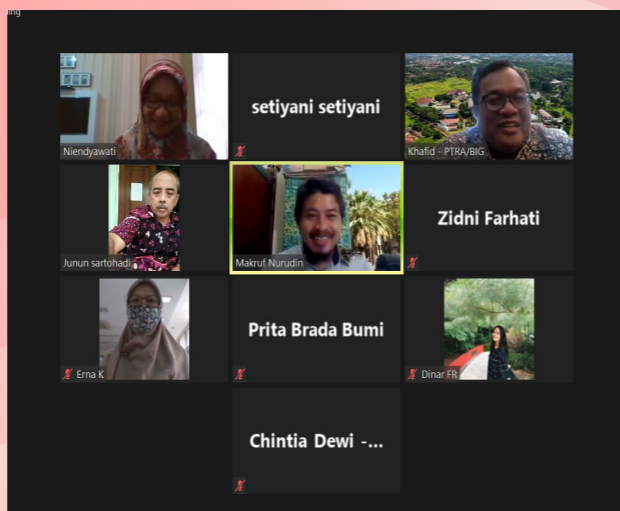 ing
Niendyawati
setiyani setiyani
Khafid - PTRA/BIG
Junun sartohadi
Makruf Nurudin
Zidni Farhati
Erna K
Prita Brada Bumi
Dinar FR
Chintia Dewi -...